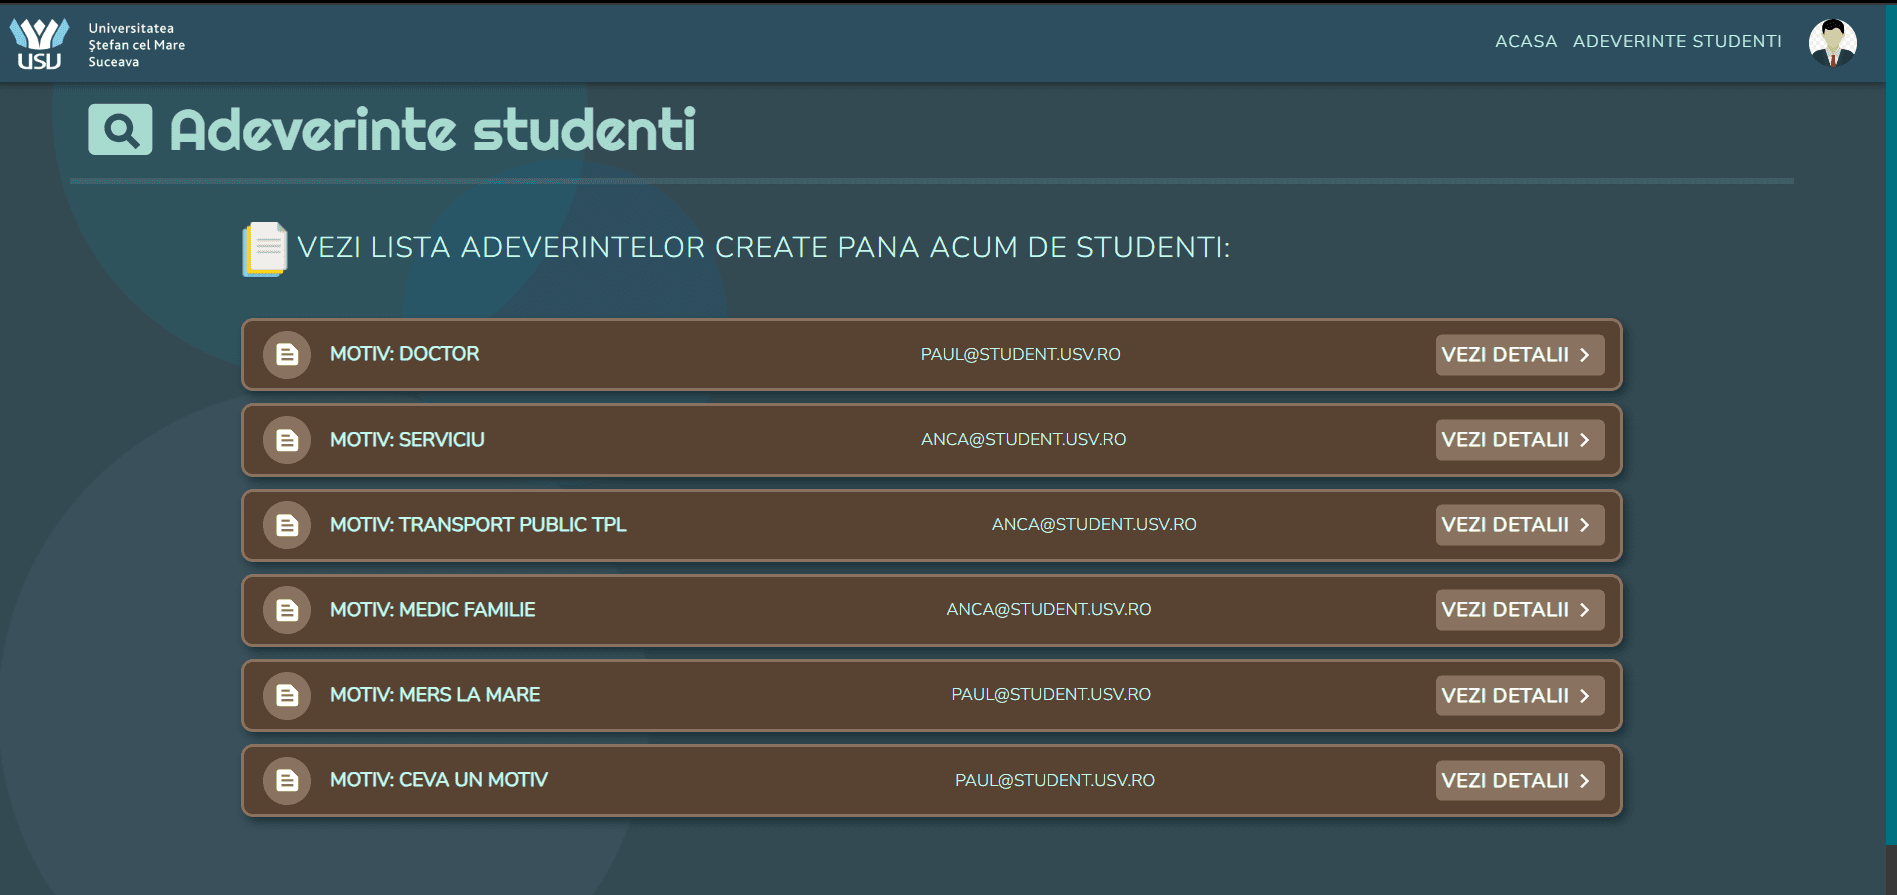 Universitatea
Ștefan cel Mare
Suceava
USU
ACASA ADEVERINTE STUDENTI
Adeverinte studenti
VEZI LISTA ADEVERINTELOR CREATE PANA ACUM DE STUDENTI:
MOTIV: DOCTOR PAUL@STUDENT.USV.RO VEZI DETALII
MOTIV: SERVICIU ANCA@STUDENT.USV.RO VEZI DETALII
MOTIV: TRANSPORT PUBLIC TPL ANCA@STUDENT.USV.RO VEZI DETALII
MOTIV: MEDIC FAMILIE ANCA@STUDENT.USV.RO VEZI DETALII
MOTIV: MERS LA MARE PAUL@STUDENT.USV.RO VEZI DETALII
MOTIV: CEVA UN MOTIV PAUL@STUDENT.USV.RO VEZI DETALII